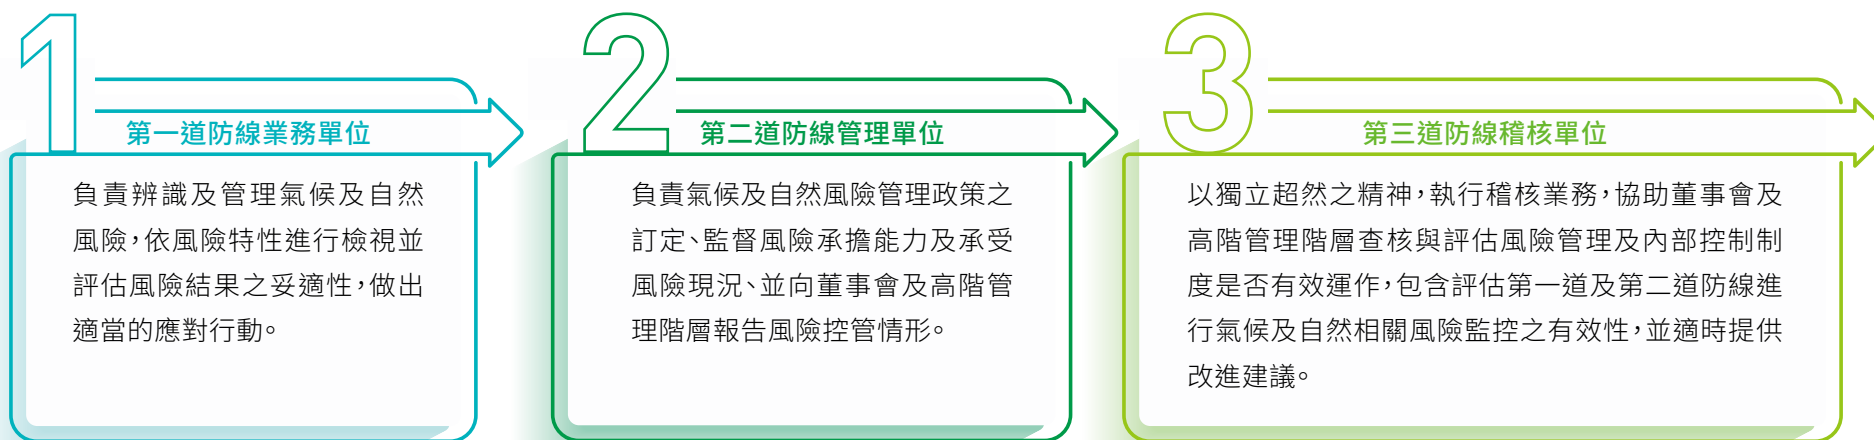 1
第一道防線業務單位
負責辨識及管理氣候及自然
風險，依風險特性進行檢視並
評估風險結果之妥適性，做出
適當的應對行動。
2
第二道防線管理單位
負責氣候及自然風險管理政策之
訂定、監督風險承擔能力及承受
風險現況、並向董事會及高階管
理階層報告風險控管情形。
3
第三道防線稽核單位
以獨立超然之精神，執行稽核業務，協助董事會及
高階管理階層查核與評估風險管理及內部控制制
度是否有效運作，包含評估第一道及第二道防線進
行氣候及自然相關風險監控之有效性，並適時提供
改進建議。